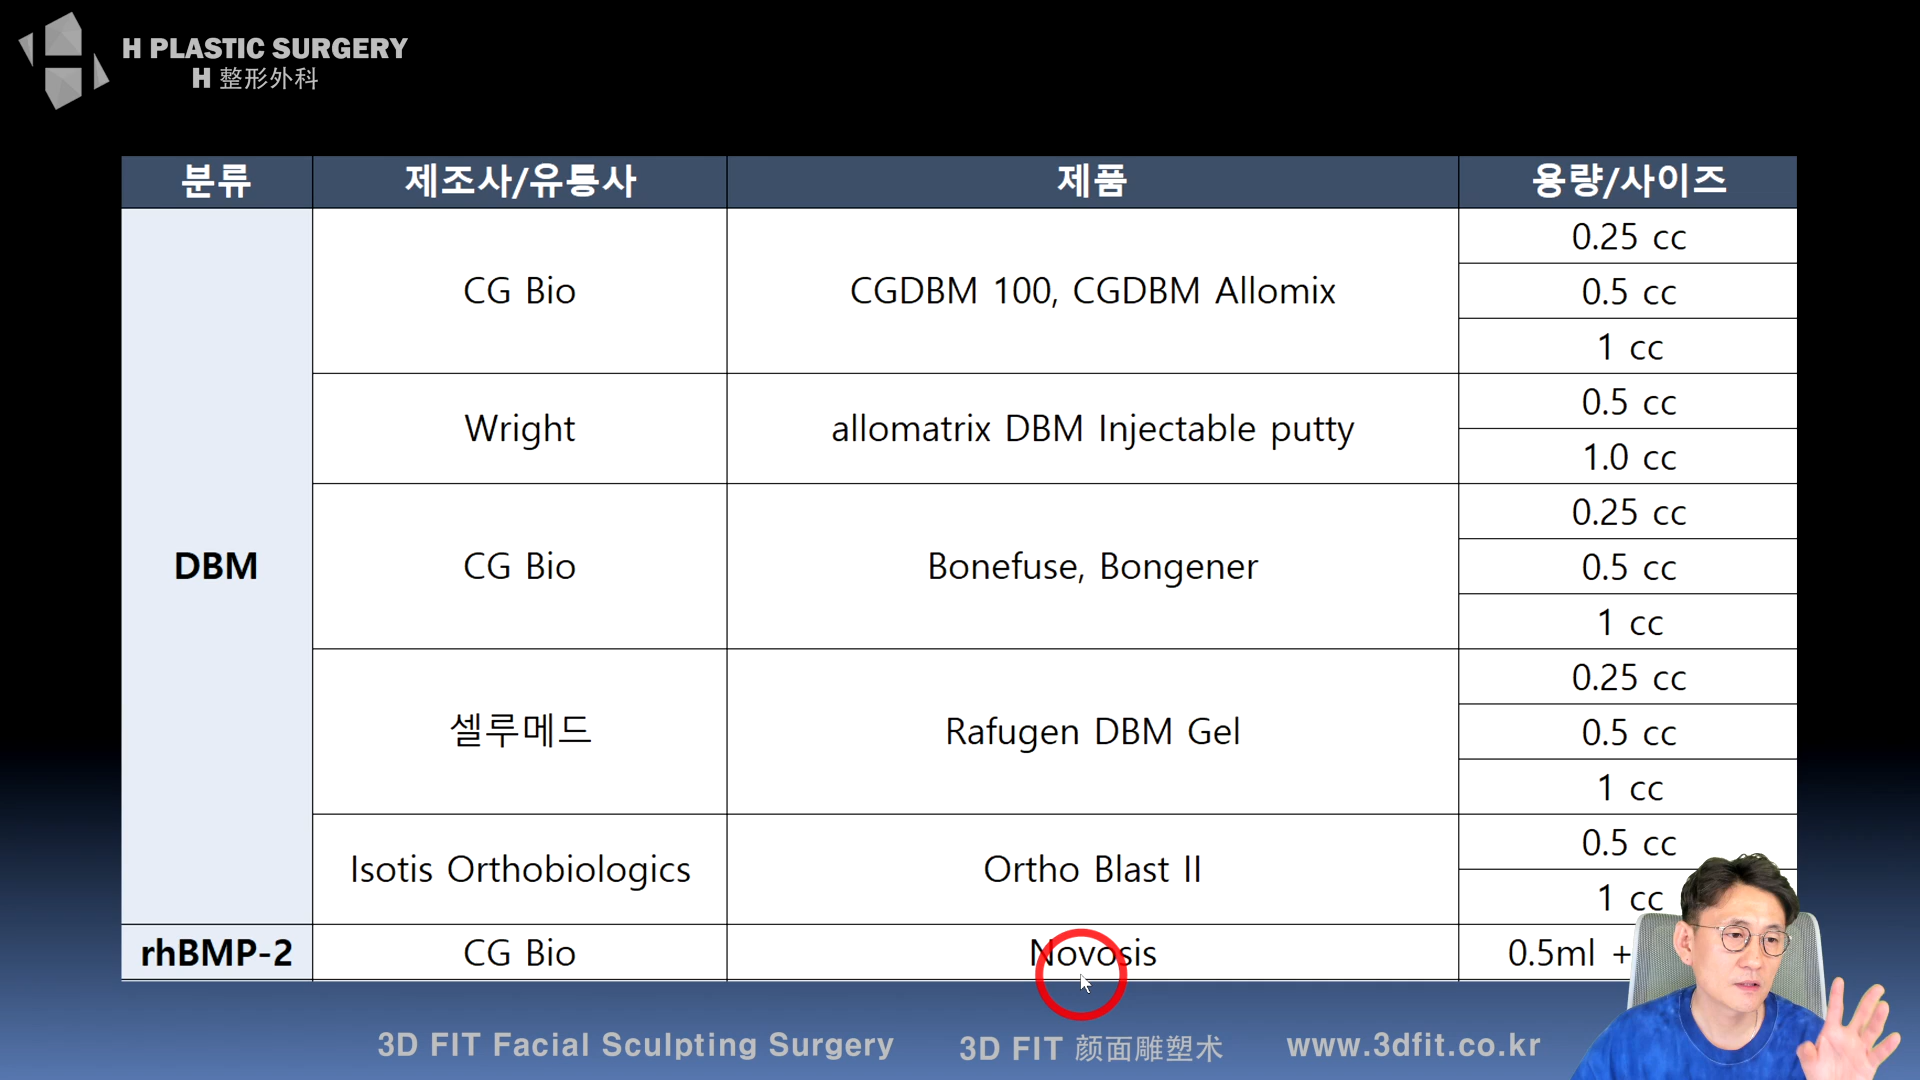 H PLASTIC SURGERY
H 整形外科
분류 제조사/유통사 제품 용량/사이즈
DBM
CG Bio
CGDBM 100, CGDBM Allomix
0.25 cc
0.5 cc
1 cc
Wright
allomatrix DBM Injectable putty
0.5 cc
1.0 cc
CG Bio
Bonefuse, Bongener
0.25 cc
0.5 cc
1 cc
셀루메드
Rafugen DBM Gel
0.25 cc
0.5 cc
1 cc
Isotis Orthobiologics
Ortho Blast II
0.5 cc
1 cc
rhBMP-2 CG Bio Novosis 0.5ml +
3D FIT Facial Sculpting Surgery 3D FIT 颜面雕塑术 www.3dfit.co.kr